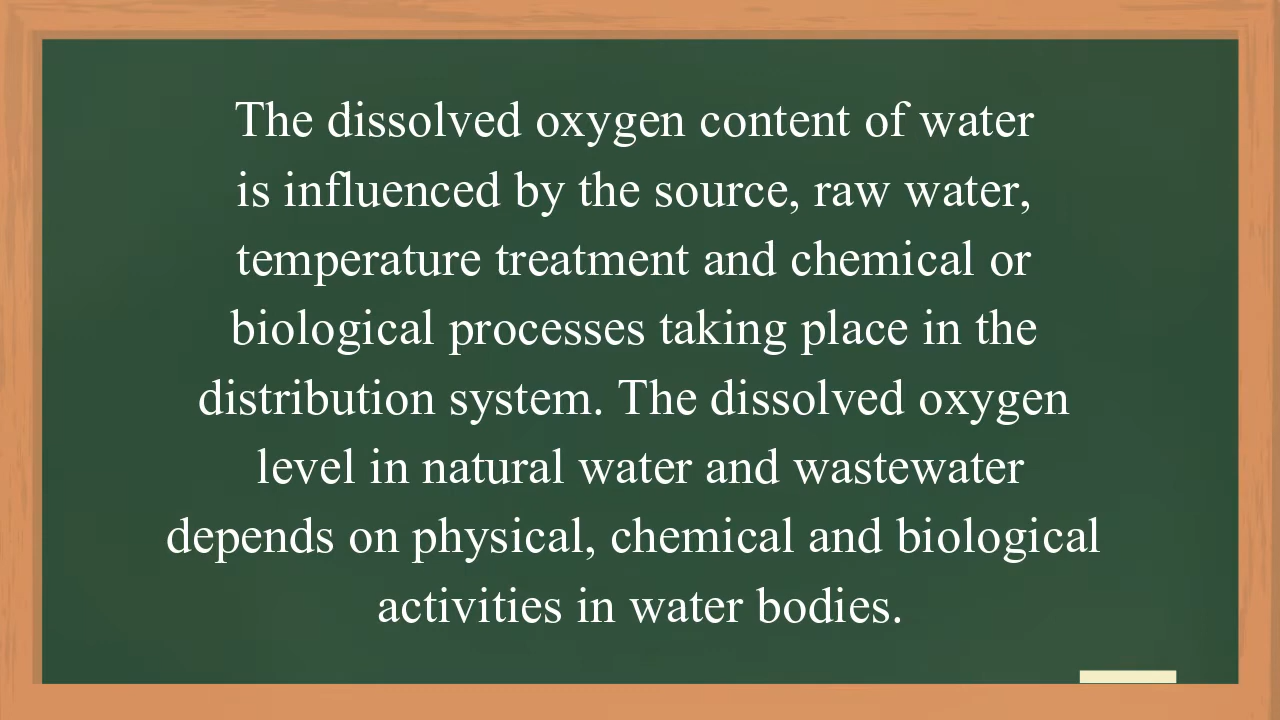 The dissolved oxygen content of water
is influenced by the source, raw water,
temperature treatment and chemical or
biological processes taking place in the
distribution system. The dissolved oxygen
level in natural water and wastewater
depends on physical, chemical and biological
activities in water bodies.